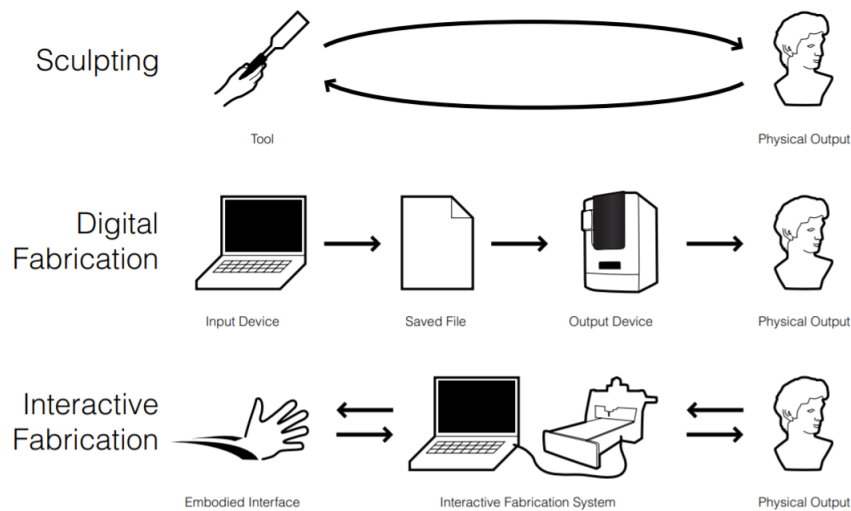 Sculpting
Tool
Physical Output
Digital
Fabrication
Input Device
Saved File
Output Device
Physical Output
Interactive
Fabrication
Embodied Interface
Interactive Fabrication System
Physical Output